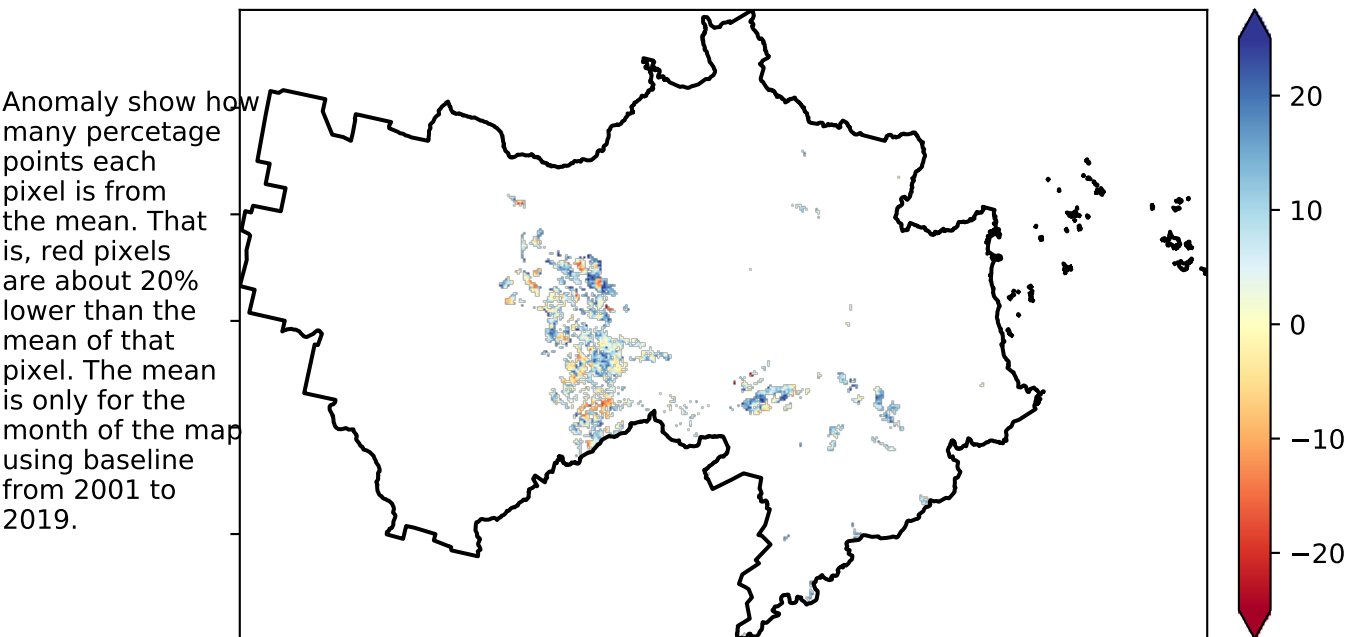 Anomaly show how
many percetage
points each
pixel is from
the mean. That
is, red pixels
are about 20%
lower than the
mean of that
pixel. The mean
is only for the
month of the map
using baseline
from 2001 to
2019.
20
10
0
−10
−20